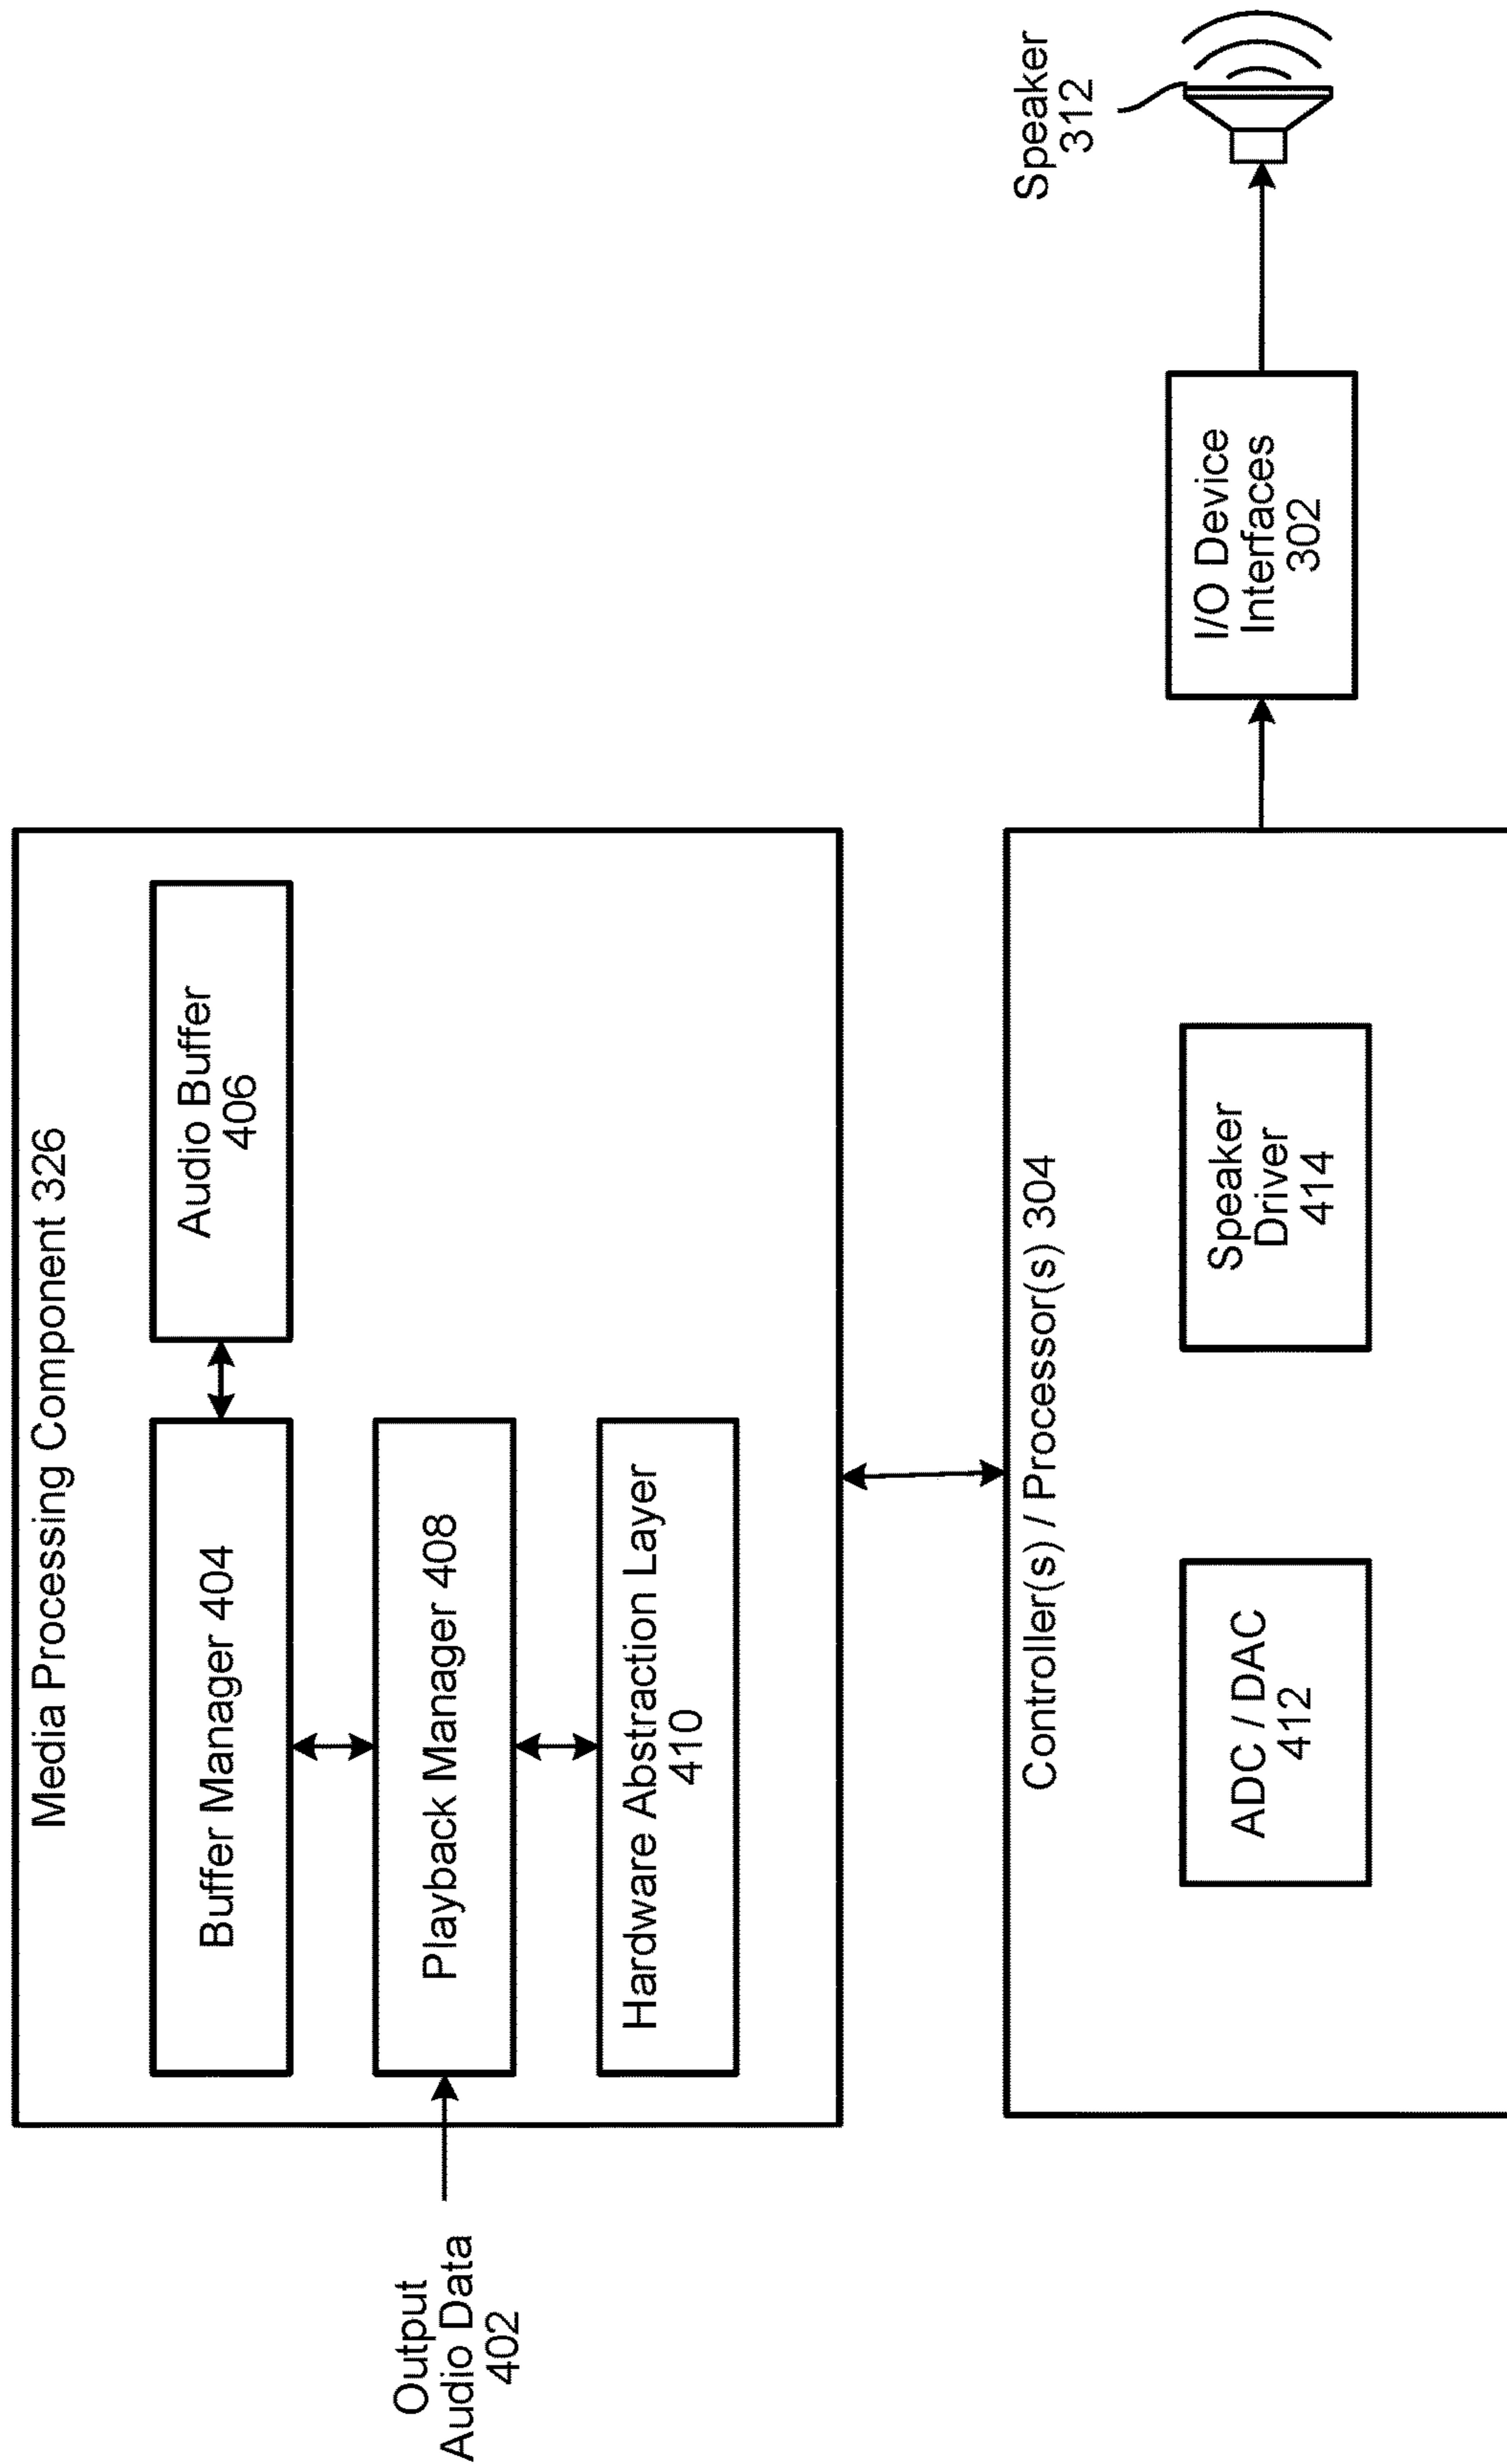 Media Processing Component 326
Buffer Manager 404
Audio Buffer
406
Output
Audio Data
402
Playback Manager 408
Hardware Abstraction Layer
410
Controller(s) / Processor(s) 304
ADC / DAC
412
Speaker
Driver
414
I/O Device
Interfaces
302
Speaker
312